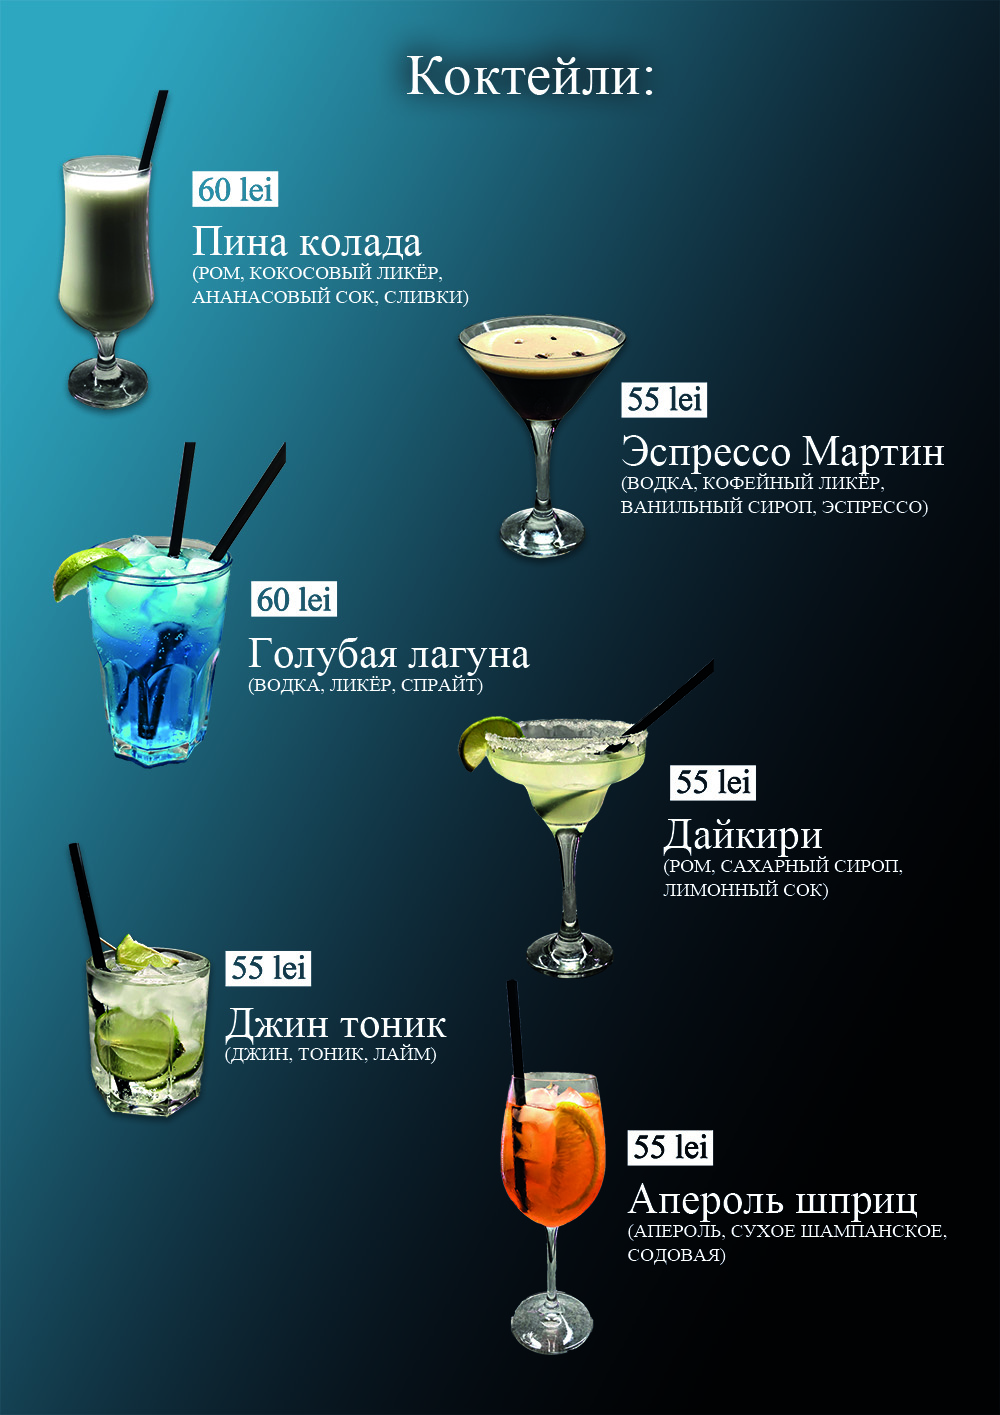 Коктейли:
60 lei
Пина колада
(РОМ, КОКОСОВЫЙ ЛИКЁР,
АНАНАСОВЫЙ СОК, СЛИВКИ)
55 lei
Эспрессо Мартин
(ВОДКА, КОФЕЙНЫЙ ЛИКЁР,
ВАНИЛЬНЫЙ СИРОП, ЭСПРЕССО)
60 lei
Голубая лагуна
(ВОДКА, ЛИКЁР, СПРАЙТ)
55 lei
Дайкири
(РОМ, САХАРНЫЙ СИРОП,
ЛИМОННЫЙ СОК)
55 lei
Джин тоник
(ДЖИН, ТОНИК, ЛАЙМ)
55 lei
Апероль шприц
(АПЕРОЛЬ, СУХОЕ ШАМПАНСКОЕ,
СОДОВАЯ)